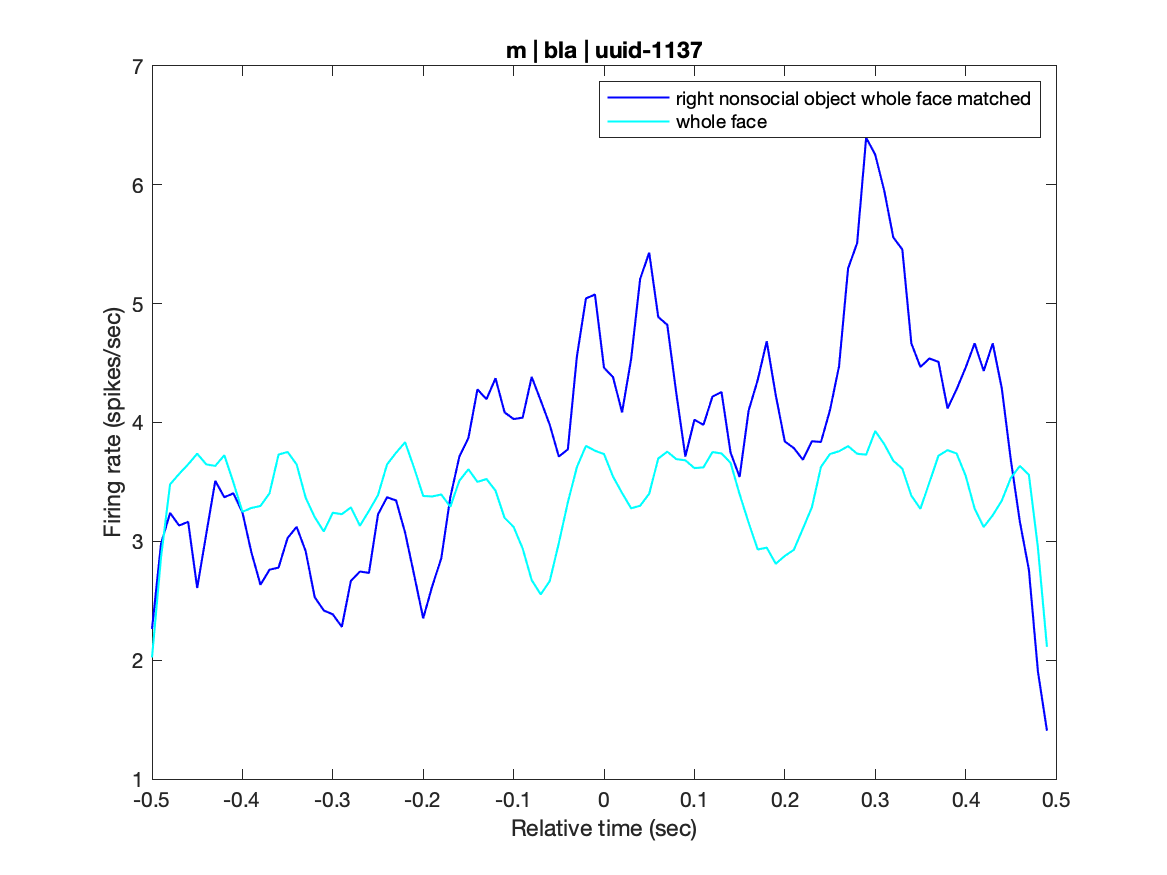 m | bla | uuid-1137
right nonsocial object whole face matched
whole face
7
6
5
4
3
2
1
Firing rate (spikes/sec)
-0.5 -0.4 -0.3 -0.2 -0.1 0 0.1 0.2 0.3 0.4 0.5
Relative time (sec)